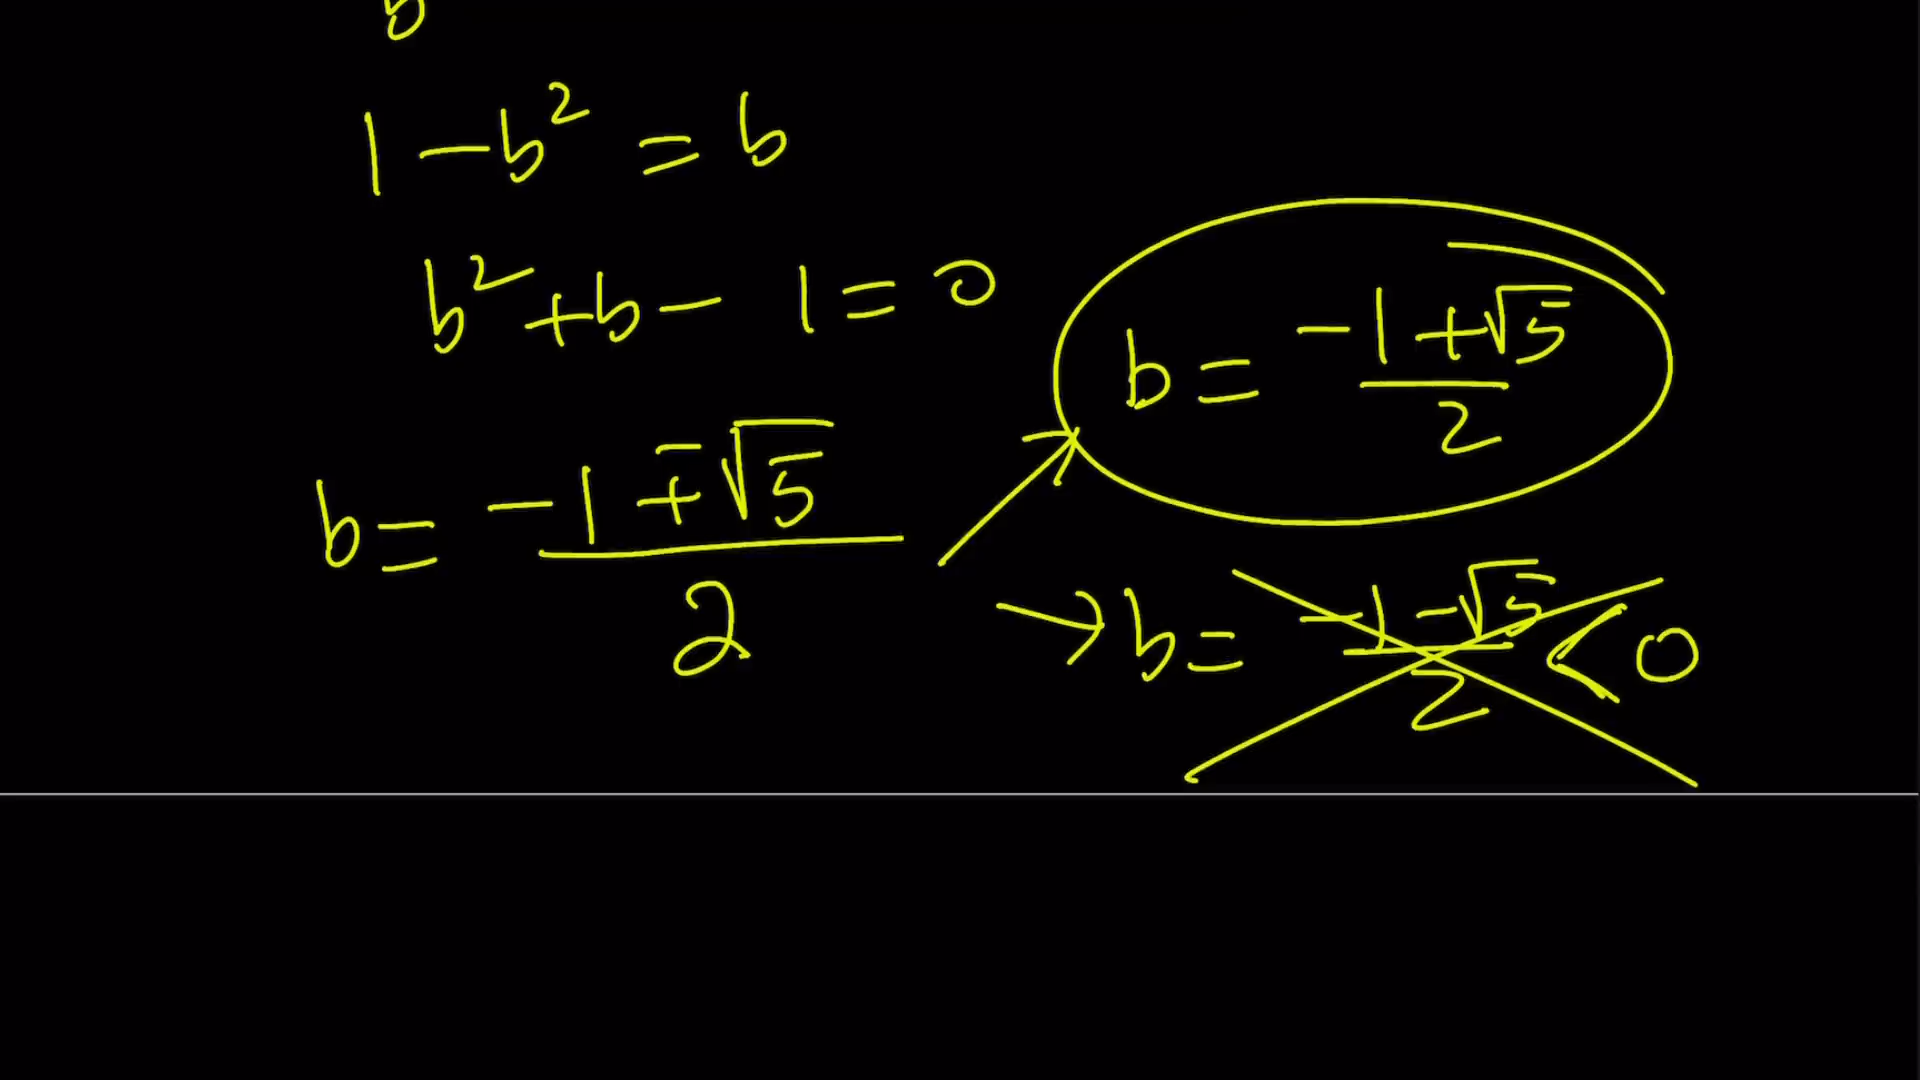 b
1 - b² = b
b² + b - 1 = 0
b = (-1 ∓ √5) / 2
b = (-1 + √5) / 2
→ b = (-1 - √5) / 2 < 0